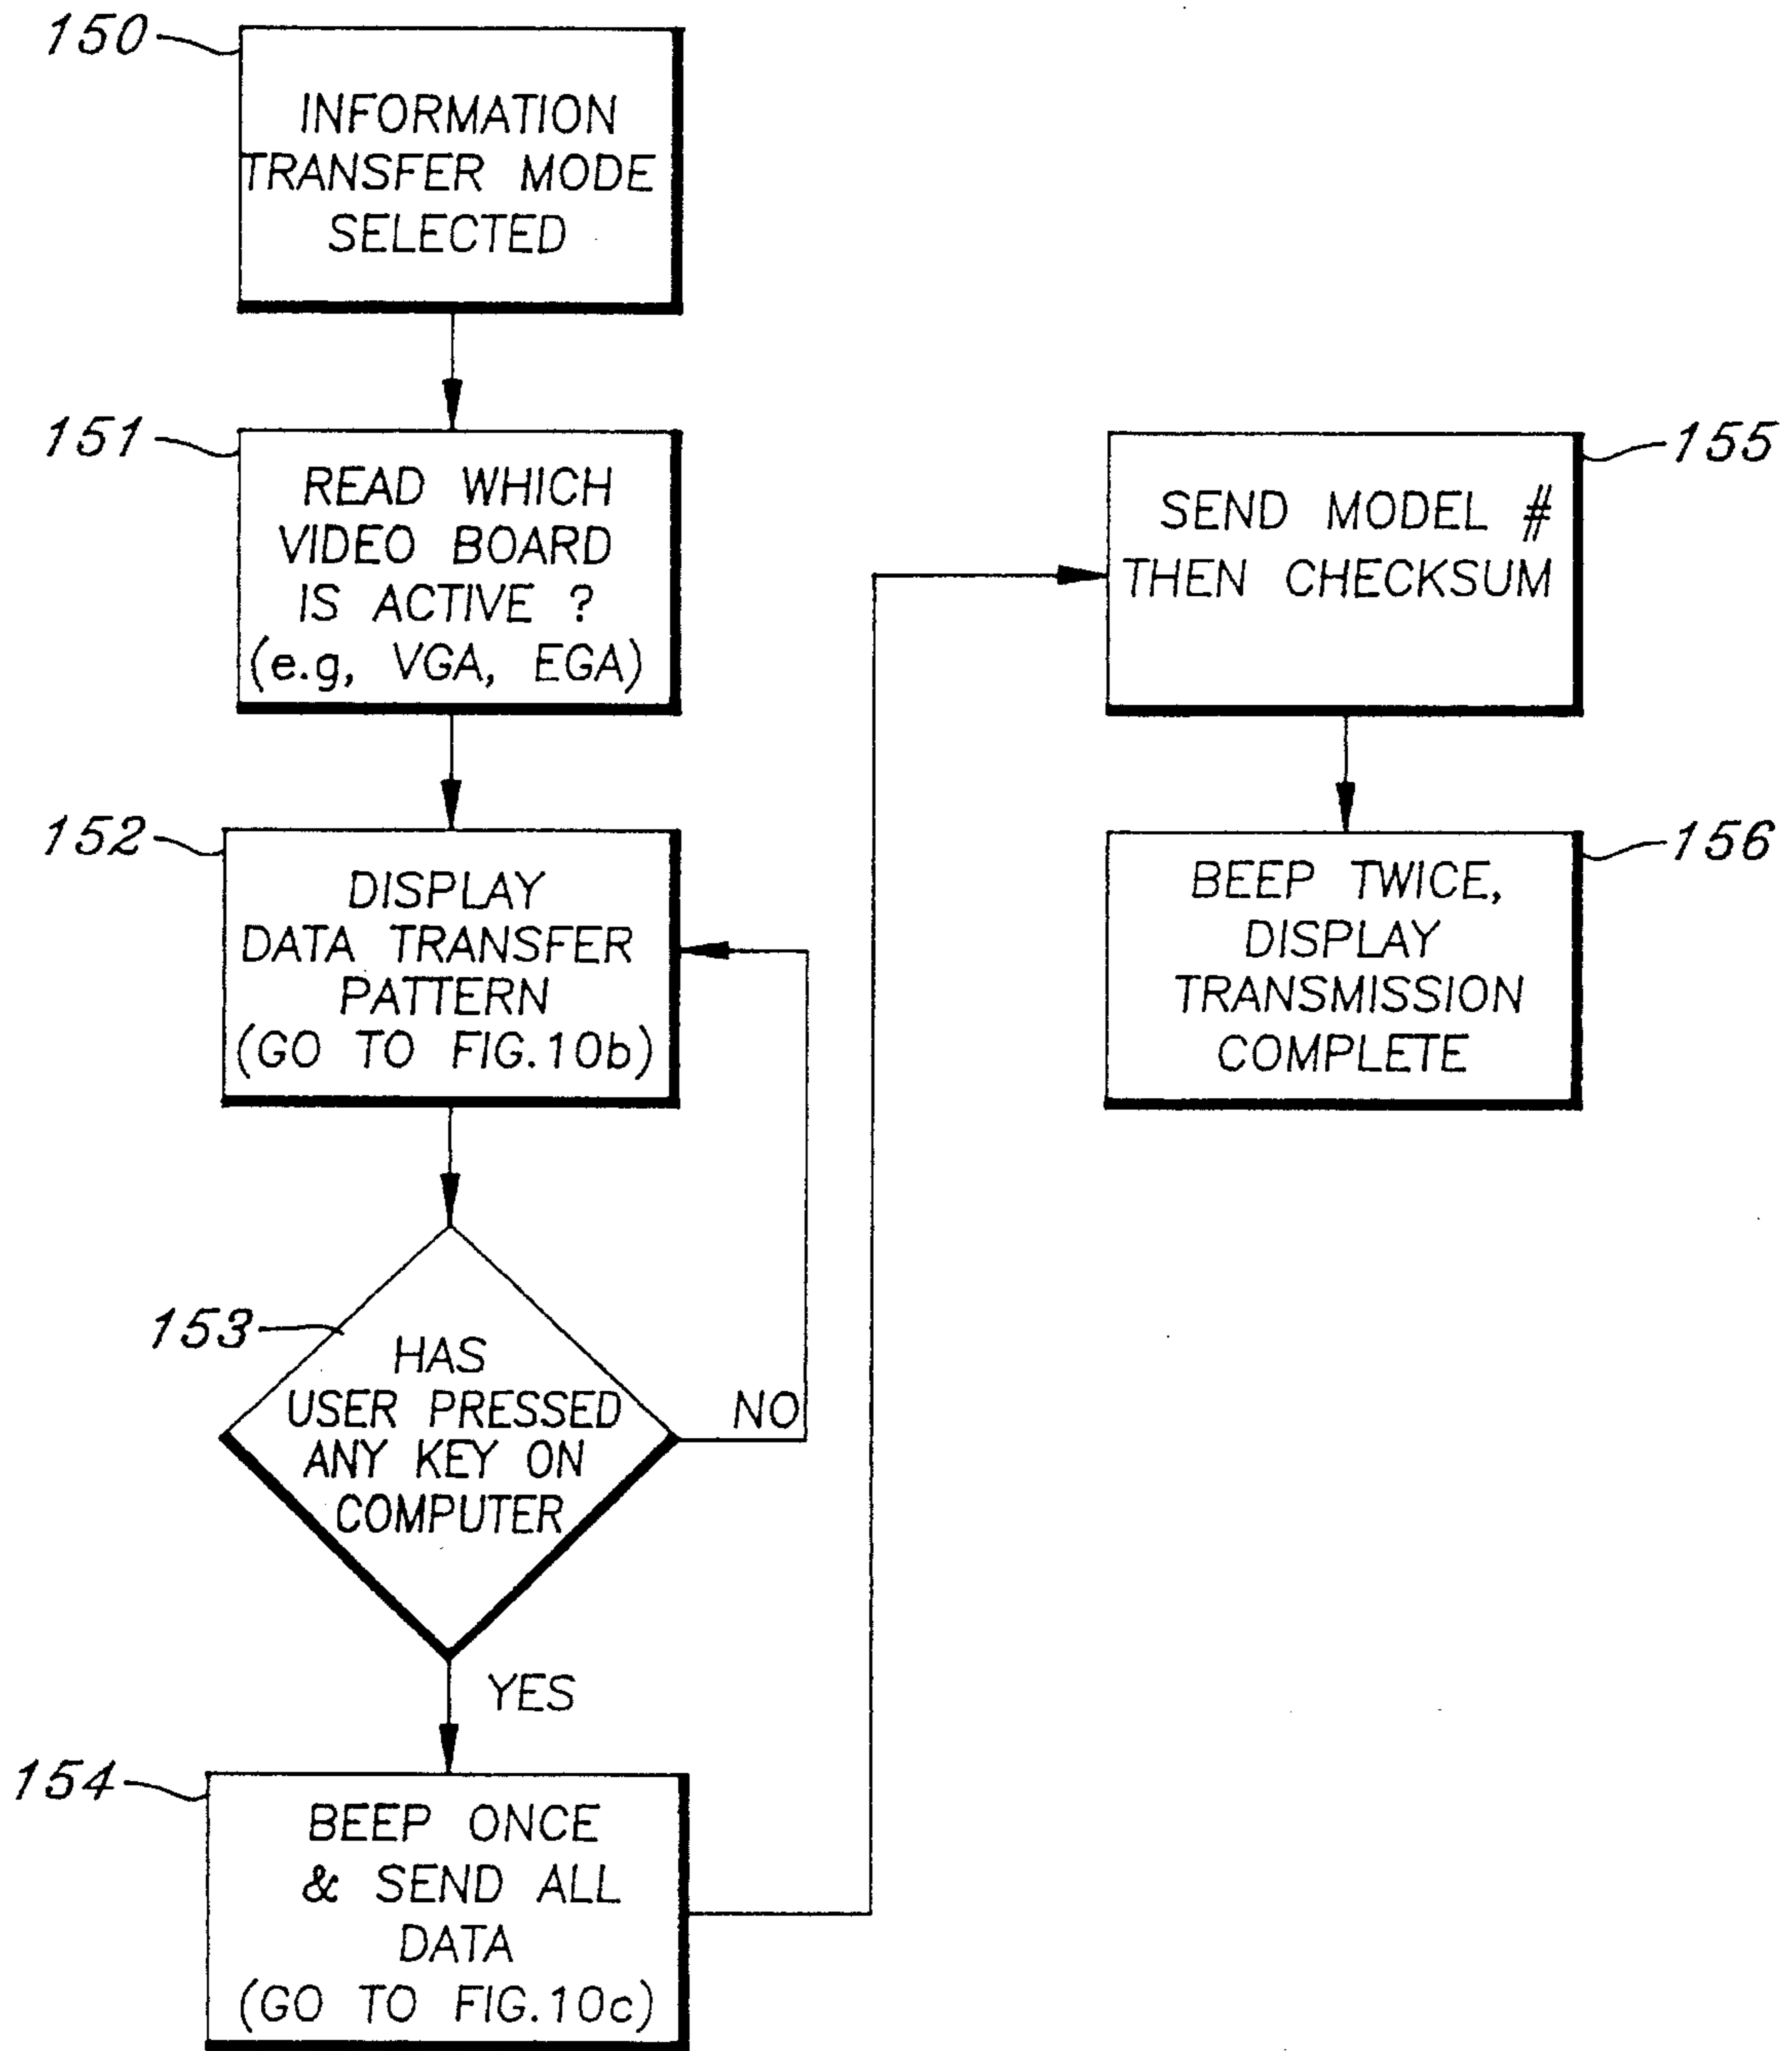 150
INFORMATION
TRANSFER MODE
SELECTED
151
READ WHICH
VIDEO BOARD
IS ACTIVE ?
(e.g, VGA, EGA)
152
DISPLAY
DATA TRANSFER
PATTERN
(GO TO FIG.10b)
153
HAS
USER PRESSED
ANY KEY ON
COMPUTER
NO
YES
154
BEEP ONCE
& SEND ALL
DATA
(GO TO FIG.10c)
155
SEND MODEL #
THEN CHECKSUM
156
BEEP TWICE,
DISPLAY
TRANSMISSION
COMPLETE